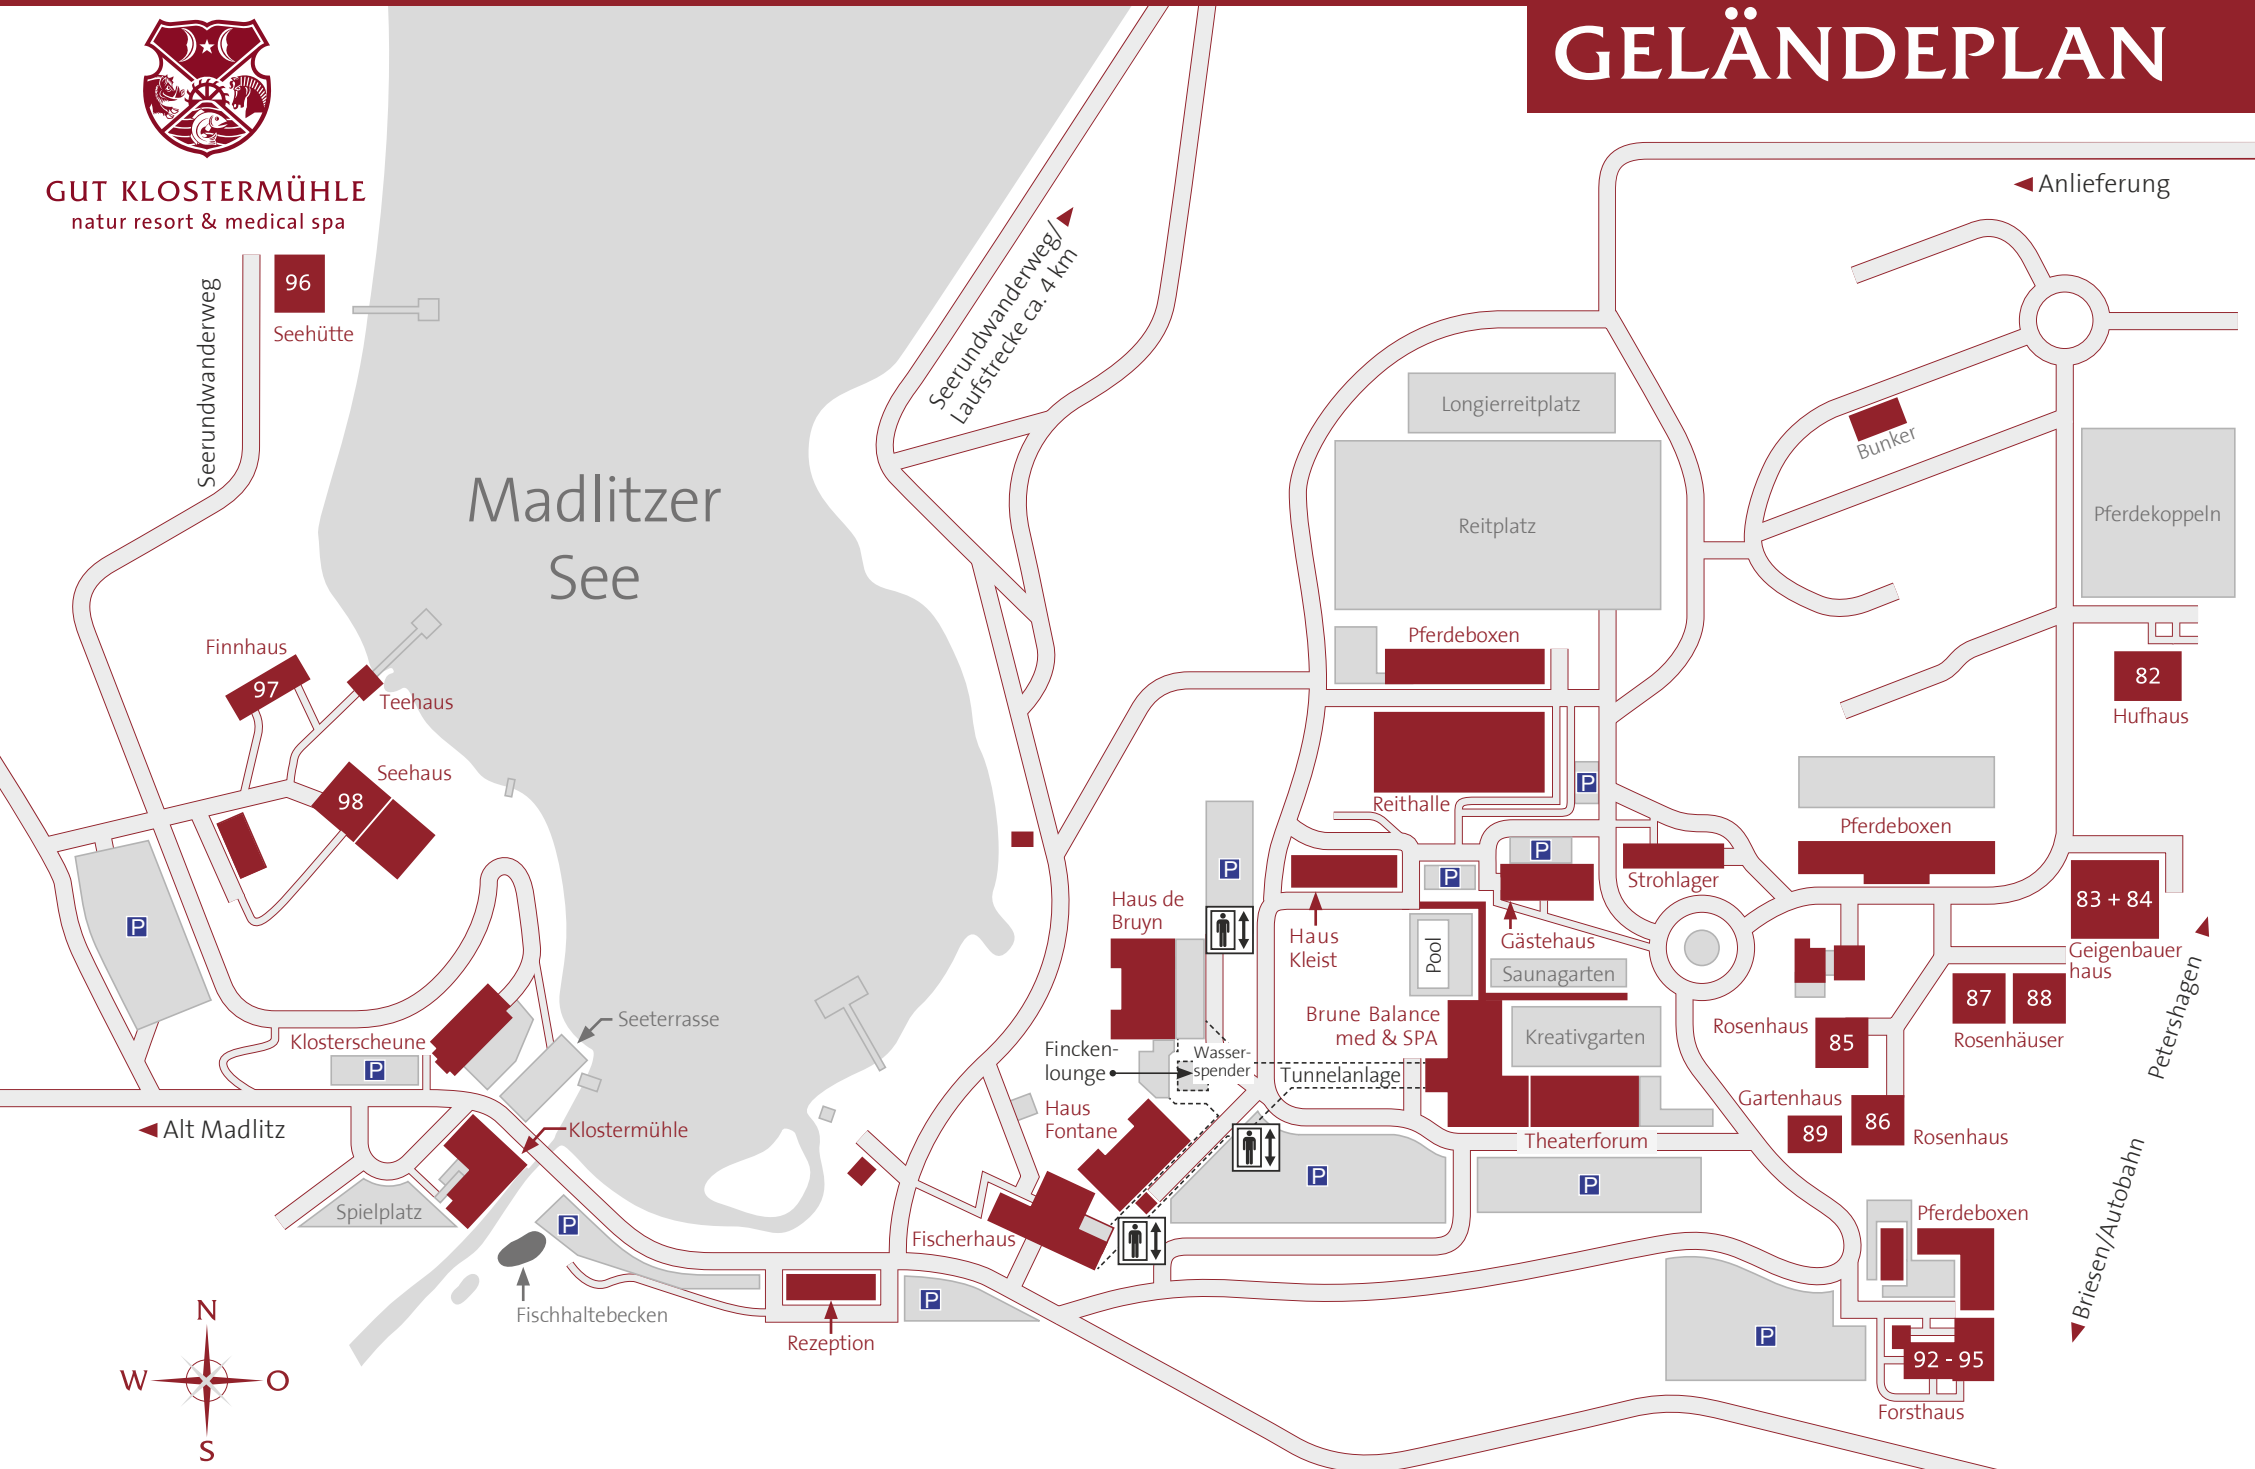 GELÄNDEPLAN
GUT KLOSTERMÜHLE
natur resort & medical spa
Anlieferung
96
Seehütte
Seerundwanderweg
Seerundwanderweg/
Laufstrecke ca. 4 km
Madlitzer
See
Longierreitplatz
Reitplatz
Bunker
Pferdekoppeln
Finnhaus
97
Teehaus
Seehaus
98
Pferdeboxen
Reithalle
P
82
Hufhaus
Pferdeboxen
P
P
P
Strohlager
P
Haus de
Bruyn
Haus
Kleist
Pool
Gästehaus
Saunagarten
83 + 84
Geigenbauer
haus
87
88
Rosenhäuser
Petershagen
Seeterrasse
Klosterscheune
P
Brune Balance
med & SPA
Kreativgarten
Rosenhaus
85
Fincken-
lounge
Wasser-
spender
Tunnelanlage
Haus
Fontane
Gartenhaus
89
86
Rosenhaus
Alt Madlitz
Klostermühle
Theaterforum
P
P
Spielplatz
P
Fischerhaus
Pferdeboxen
Briesen/Autobahn
Fischhaltebecken
Rezeption
P
P
92 - 95
Forsthaus
N
W
O
S